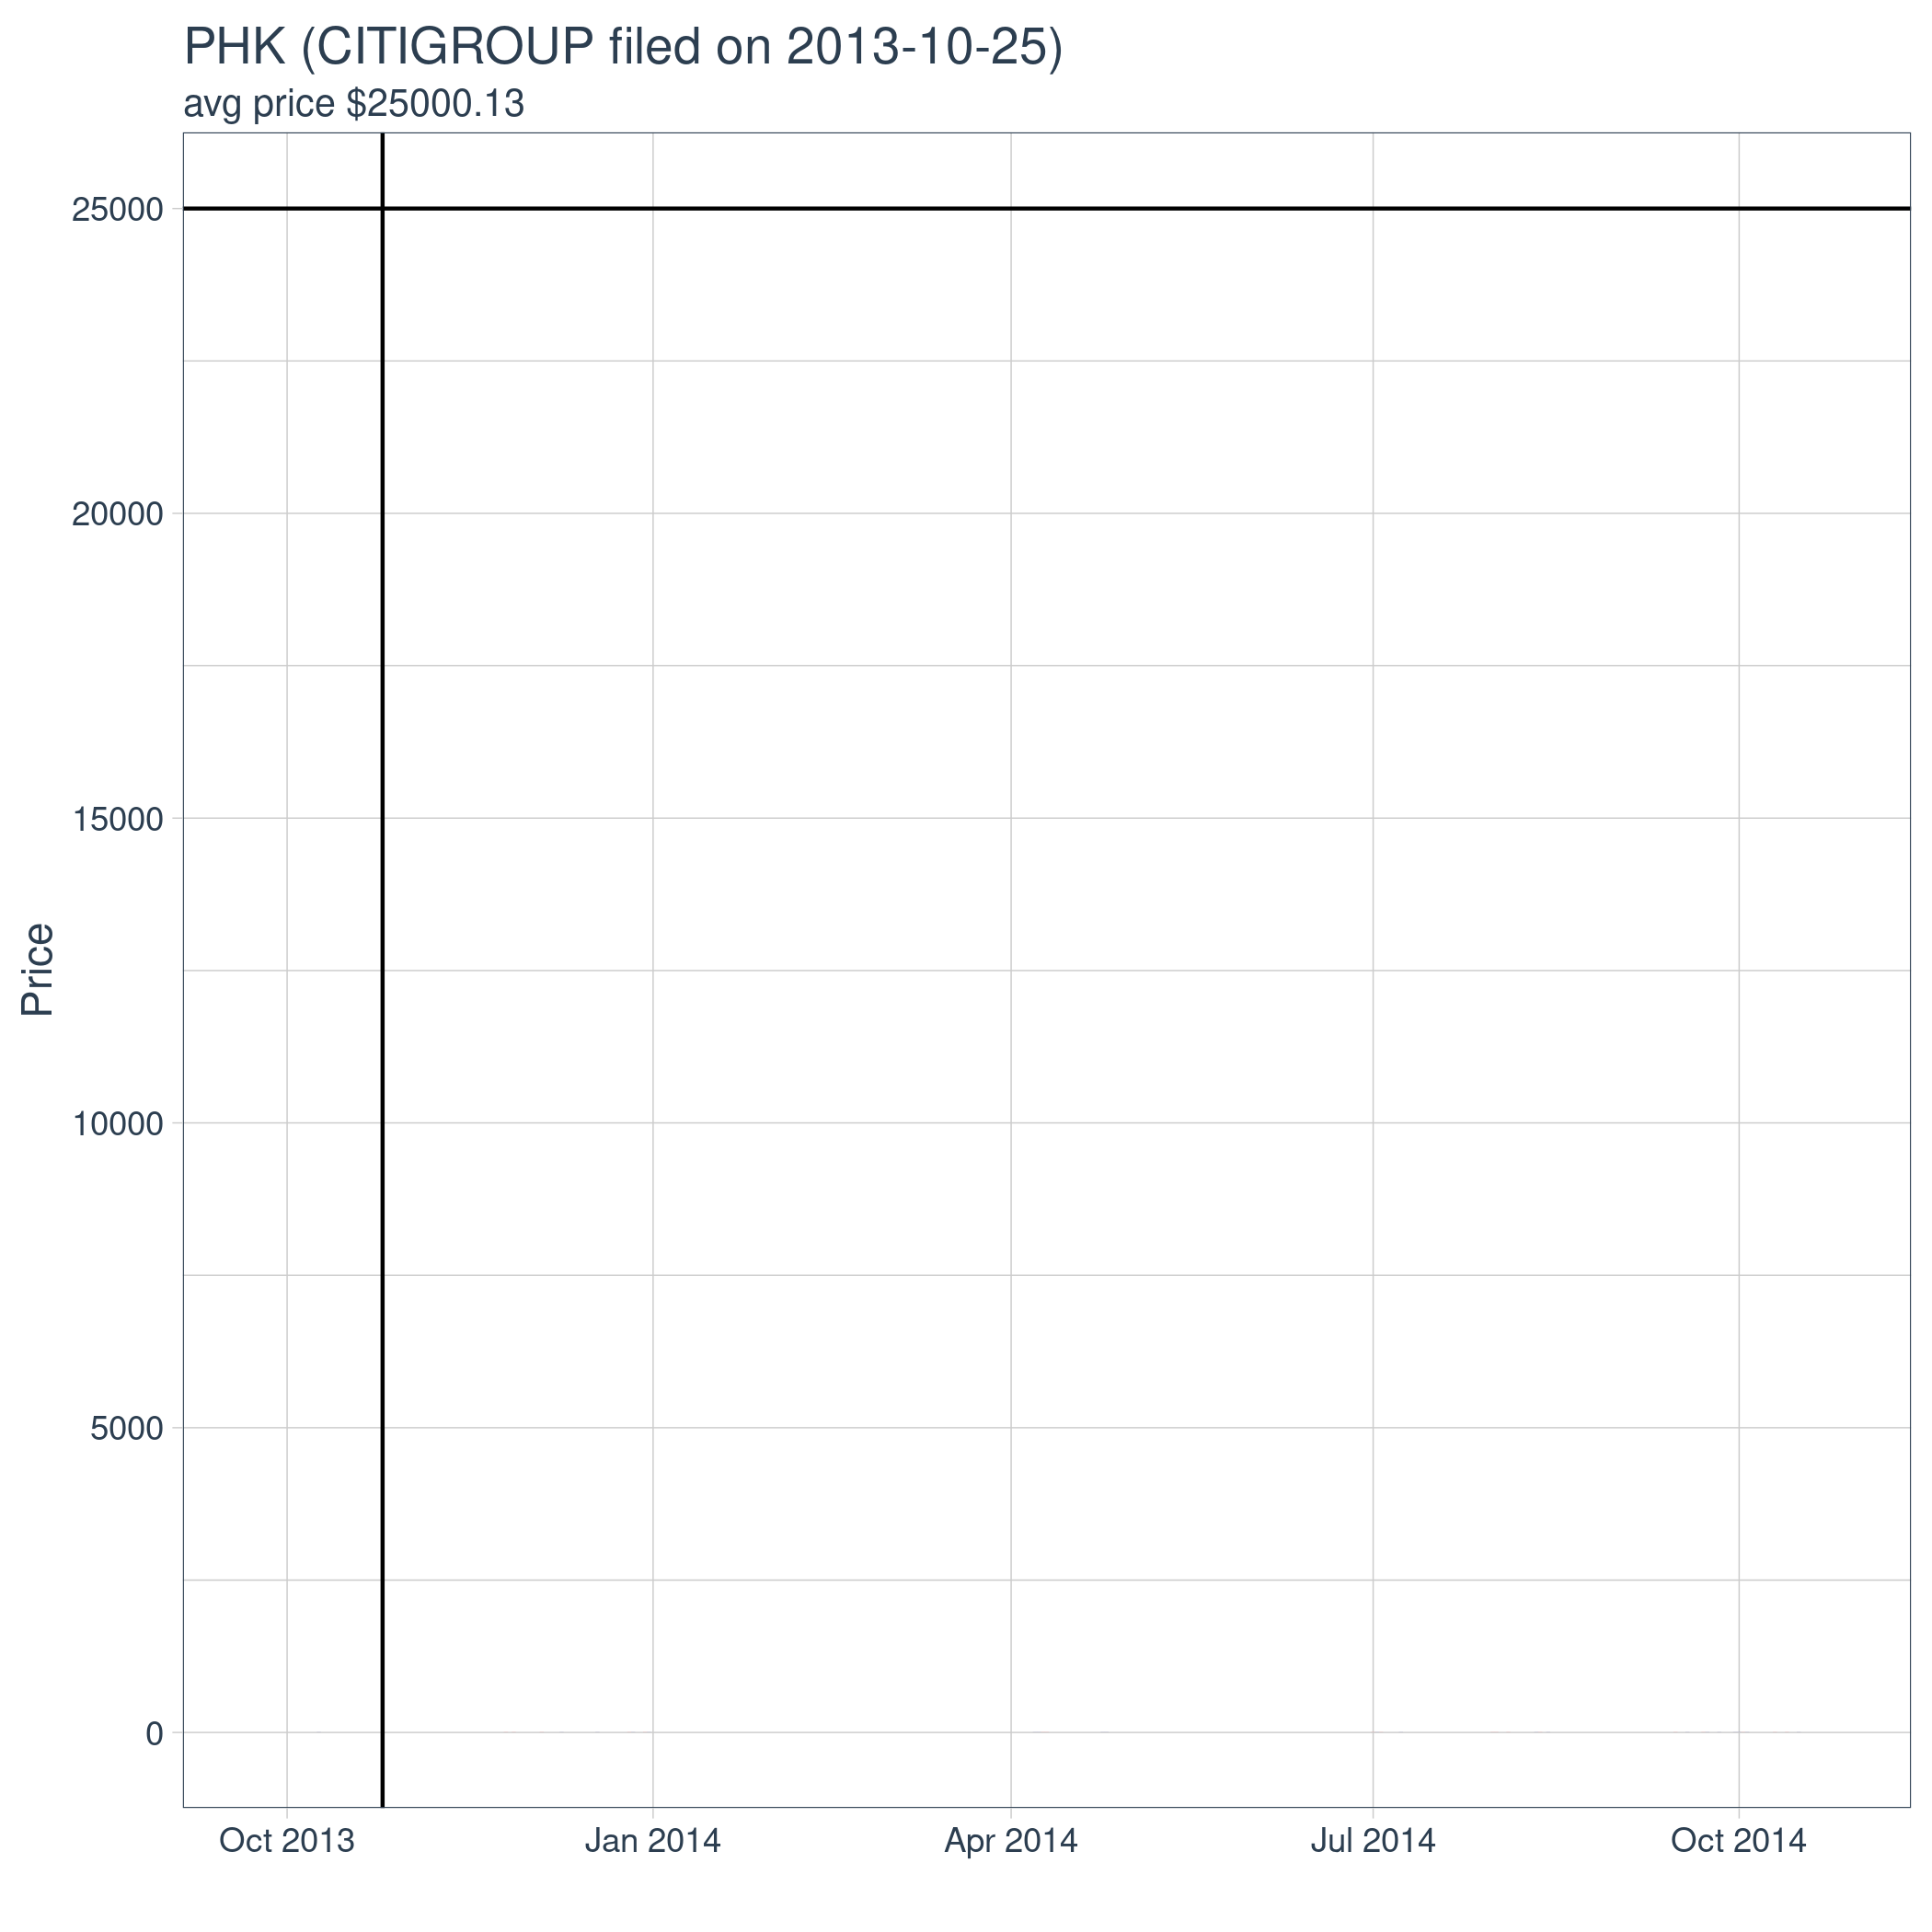 PHK (CITIGROUP filed on 2013-10-25)
avg price $25000.13
25000
20000
15000
10000
5000
0
Price
Oct 2013
Jan 2014
Apr 2014
Jul 2014
Oct 2014